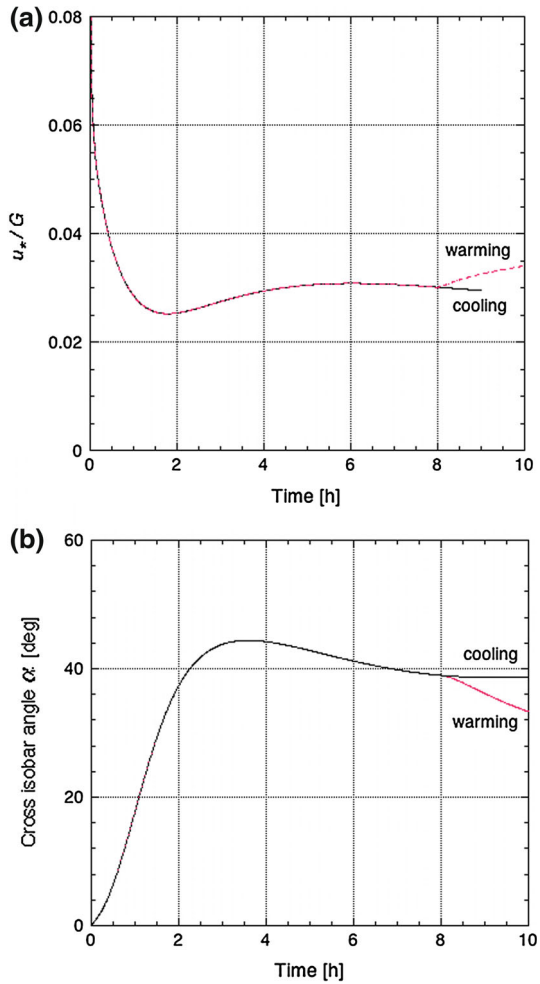 (a)
0.08
0.06
u* / G
0.04
warming
cooling
0.02
0
0 2 4 6 8 10
Time [h]
(b)
60
Cross isobar angle α [deg]
cooling
40
warming
20
0
0 2 4 6 8 10
Time [h]